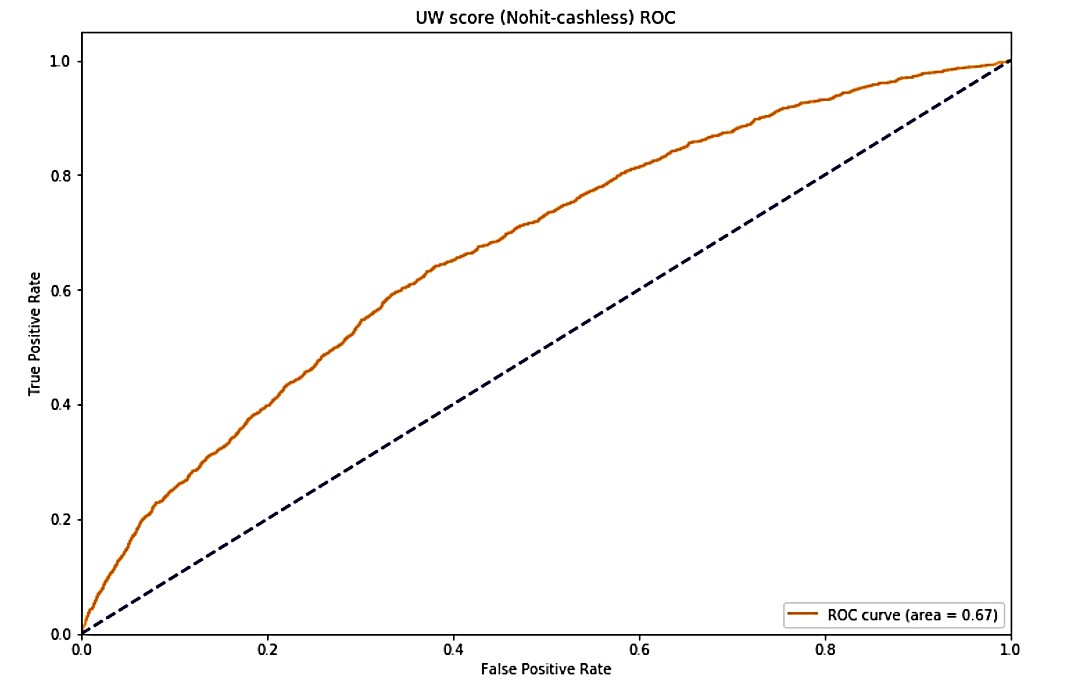 UW score (Nohit-cashless) ROC
True Positive Rate
1.0
0.8
0.6
0.4
0.2
0.0
0.0 0.2 0.4 0.6 0.8 1.0
False Positive Rate
ROC curve (area = 0.67)